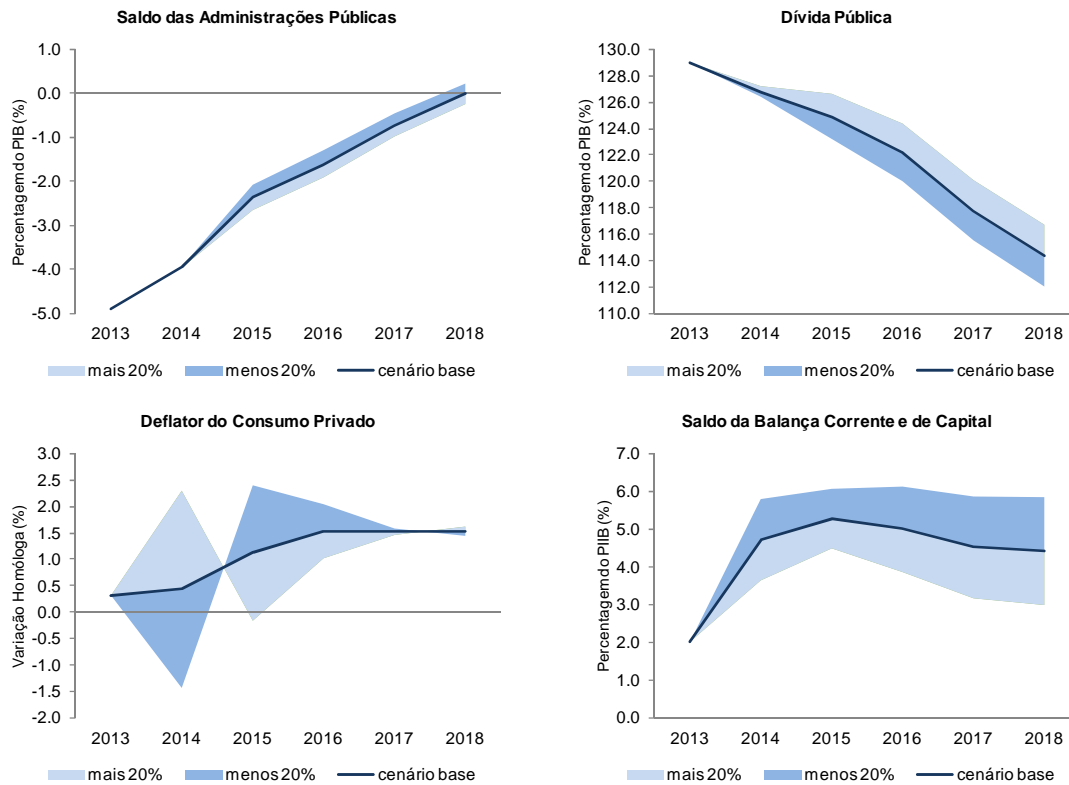 Saldo das Administrações Públicas
Percentagem do PIB (%)
1.0
0.0
-1.0
-2.0
-3.0
-4.0
-5.0
2013 2014 2015 2016 2017 2018
mais 20% menos 20% cenário base
Dívida Pública
Percentagem do PIB (%)
130.0
128.0
126.0
124.0
122.0
120.0
118.0
116.0
114.0
112.0
110.0
2013 2014 2015 2016 2017 2018
mais 20% menos 20% cenário base
Deflator do Consumo Privado
Variação Homóloga (%)
3.0
2.5
2.0
1.5
1.0
0.5
0.0
-0.5
-1.0
-1.5
-2.0
2013 2014 2015 2016 2017 2018
mais 20% menos 20% cenário base
Saldo da Balança Corrente e de Capital
Percentagem do PIIB (%)
7.0
6.0
5.0
4.0
3.0
2.0
1.0
0.0
2013 2014 2015 2016 2017 2018
mais 20% menos 20% cenário base